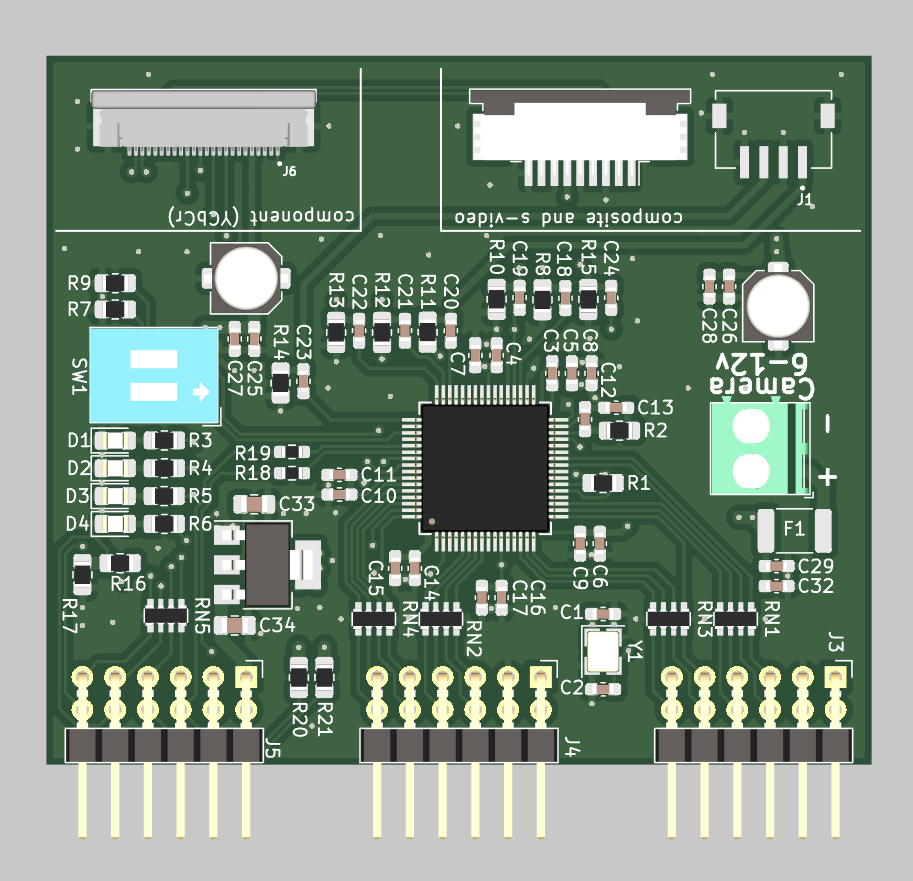 J6
J1
component (YCbCr)
composite and s-video
R9
R7
SW1
C27
C25
R14
C23
R13
C22
R12
C21
R11
C20
R10
C19
R8
C18
R15
C24
C7
C4
C3
C5
C8
C12
C28
C26
6-12v
Camera
-
+
C13
R2
D1
R3
D2
R4
D3
R5
D4
R6
R19
R18
C11
C10
C33
R1
F1
C29
C32
C9
C6
R16
R17
RN5
C34
C15
C14
RN4
RN2
C17
C16
C1
Y1
C2
RN3
RN1
J3
R20
R21
J5
J4